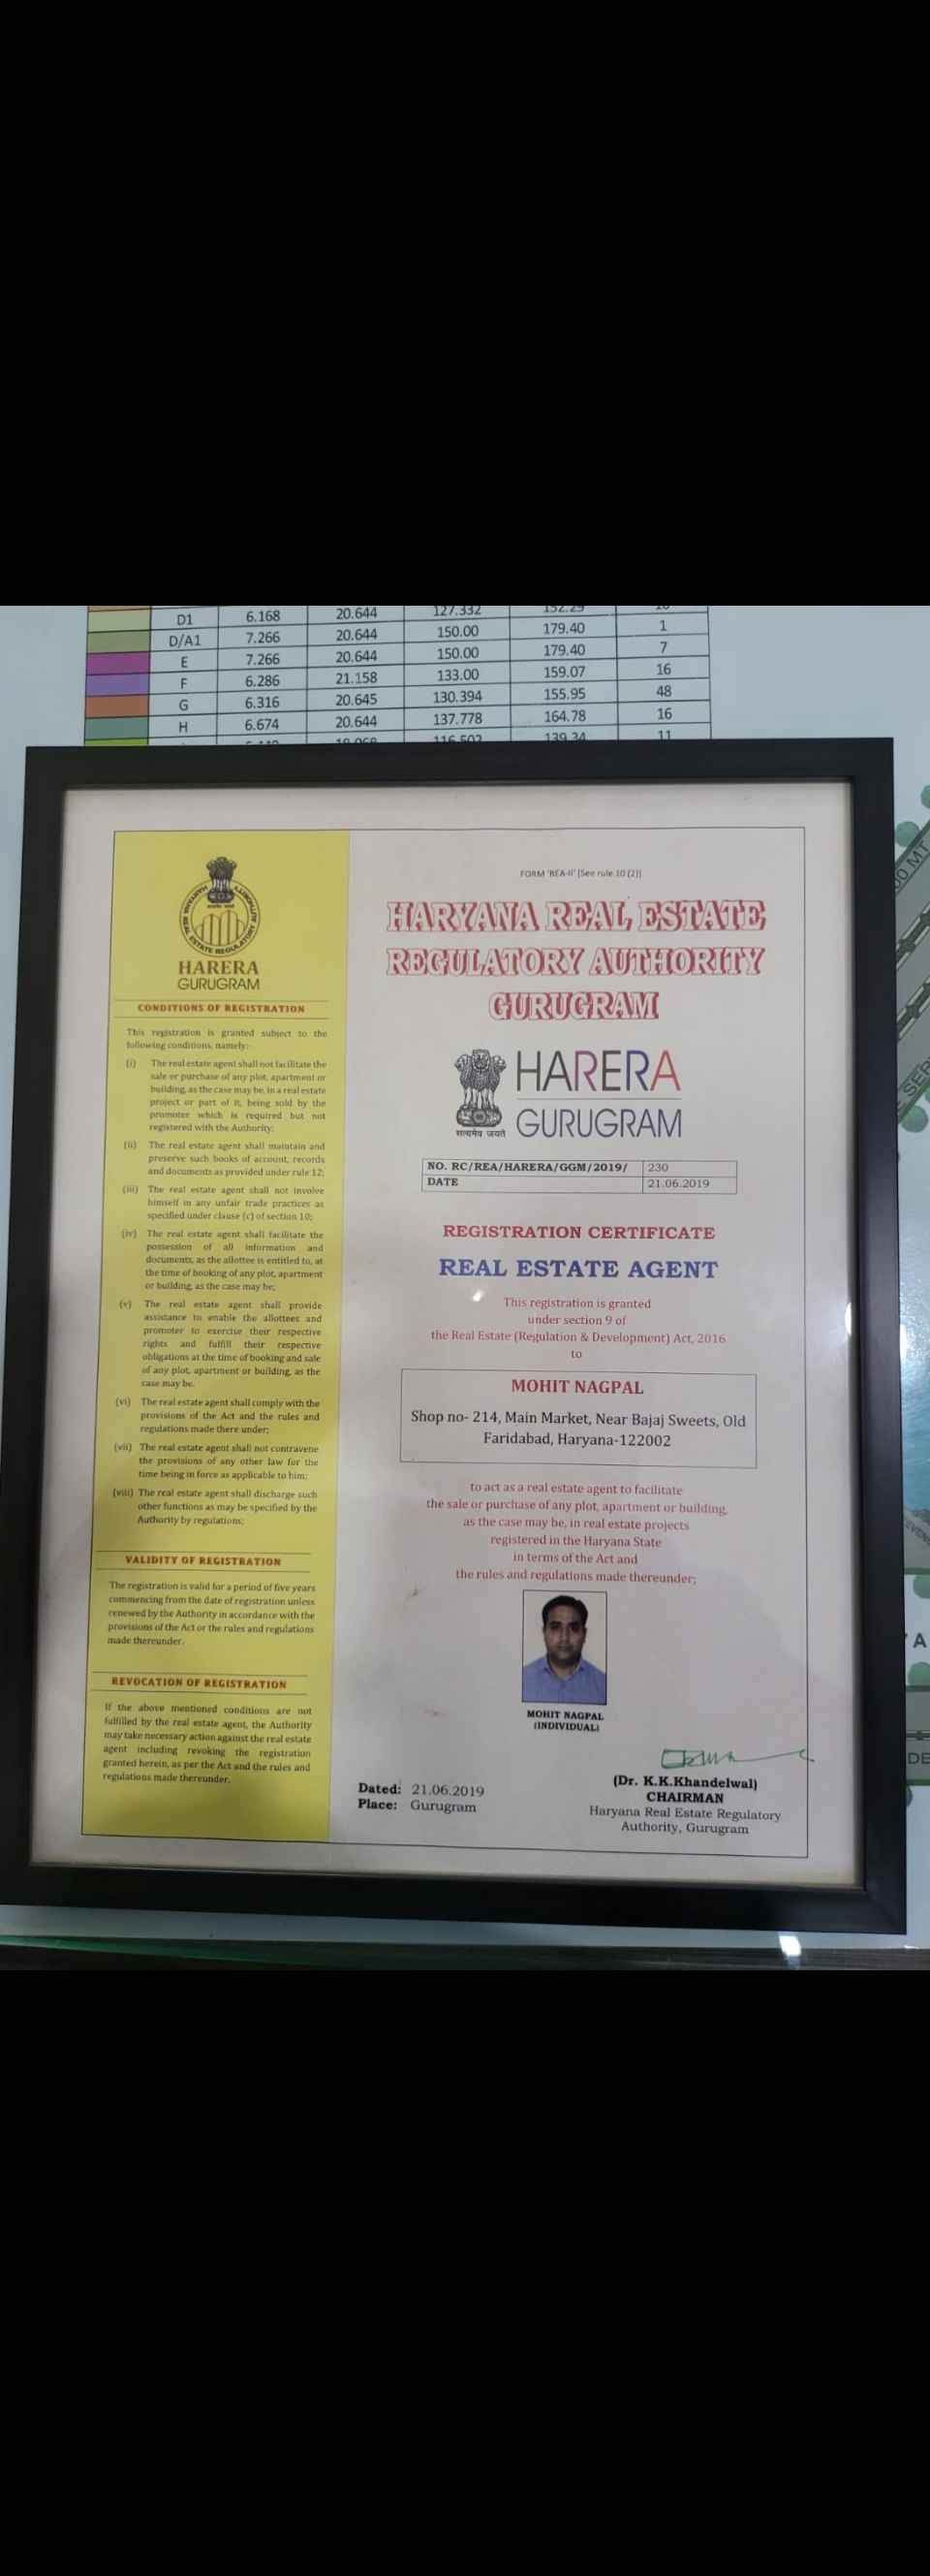 D1 6.168 20.644 127.332 152.29 10
D/A1 7.266 20.644 150.00 179.40 1
E 7.266 20.644 150.00 179.40 7
F 6.286 21.158 133.00 159.07 16
G 6.316 20.645 130.394 155.95 48
H 6.674 20.644 137.778 164.78 16
116.502 139.34 11
HARYANA REAL ESTATE REGULATORY AUTHORITY
HARERA
GURUGRAM
CONDITIONS OF REGISTRATION
This registration is granted subject to the
following conditions, namely:-
(i) The real estate agent shall not facilitate the
sale or purchase of any plot, apartment or
building, as the case may be, in a real estate
project or part of it, being sold by the
promoter which is required but not
registered with the Authority;
(ii) The real estate agent shall maintain and
preserve such books of account, records
and documents as provided under rule 12;
(iii) The real estate agent shall not involve
himself in any unfair trade practices as
specified under clause (c) of section 10;
(iv) The real estate agent shall facilitate the
possession of all information and
documents, as the allottee is entitled to, at
the time of booking of any plot, apartment
or building, as the case may be;
(v) The real estate agent shall provide
assistance to enable the allottees and
promoter to exercise their respective
rights and fulfill their respective
obligations at the time of booking and sale
of any plot, apartment or building, as the
case may be.
(vi) The real estate agent shall comply with the
provisions of the Act and the rules and
regulations made there under;
(vii) The real estate agent shall not contravene
the provisions of any other law for the
time being in force as applicable to him;
(viii) The real estate agent shall discharge such
other functions as may be specified by the
Authority by regulations;
VALIDITY OF REGISTRATION
The registration is valid for a period of five years
commencing from the date of registration unless
renewed by the Authority in accordance with the
provisions of the Act or the rules and regulations
made thereunder.
REVOCATION OF REGISTRATION
If the above mentioned conditions are not
fulfilled by the real estate agent, the Authority
may take necessary action against the real estate
agent including revoking the registration
granted herein, as per the Act and the rules and
regulations made thereunder.
FORM 'REA-II' [See rule 10 (2)]
HARYANA REAL ESTATE
REGULATORY AUTHORITY
GURUGRAM
HARERA
सत्यमेव जयते GURUGRAM
NO. RC/REA/HARERA/GGM/2019/ 230
DATE 21.06.2019
REGISTRATION CERTIFICATE
REAL ESTATE AGENT
This registration is granted
under section 9 of
the Real Estate (Regulation & Development) Act, 2016
to
MOHIT NAGPAL
Shop no- 214, Main Market, Near Bajaj Sweets, Old
Faridabad, Haryana-122002
to act as a real estate agent to facilitate
the sale or purchase of any plot, apartment or building,
as the case may be, in real estate projects
registered in the Haryana State
in terms of the Act and
the rules and regulations made thereunder;
MOHIT NAGPAL
(INDIVIDUAL)
Dated: 21.06.2019
Place: Gurugram
(Dr. K.K.Khandelwal)
CHAIRMAN
Haryana Real Estate Regulatory
Authority, Gurugram